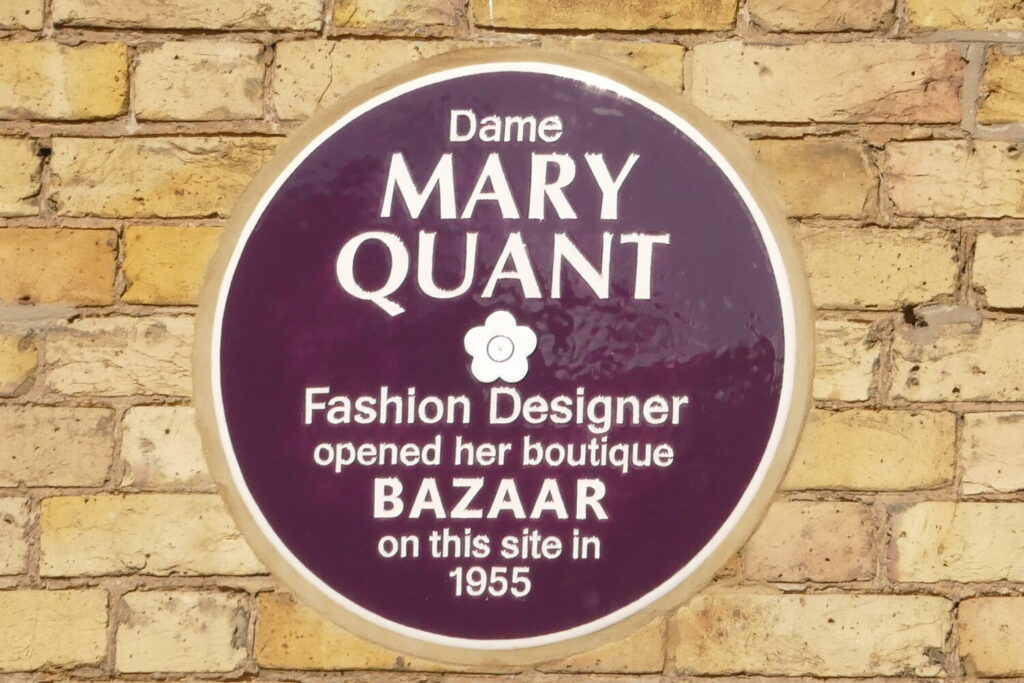 Dame
MARY
QUANT
Fashion Designer
opened her boutique
BAZAAR
on this site in
1955